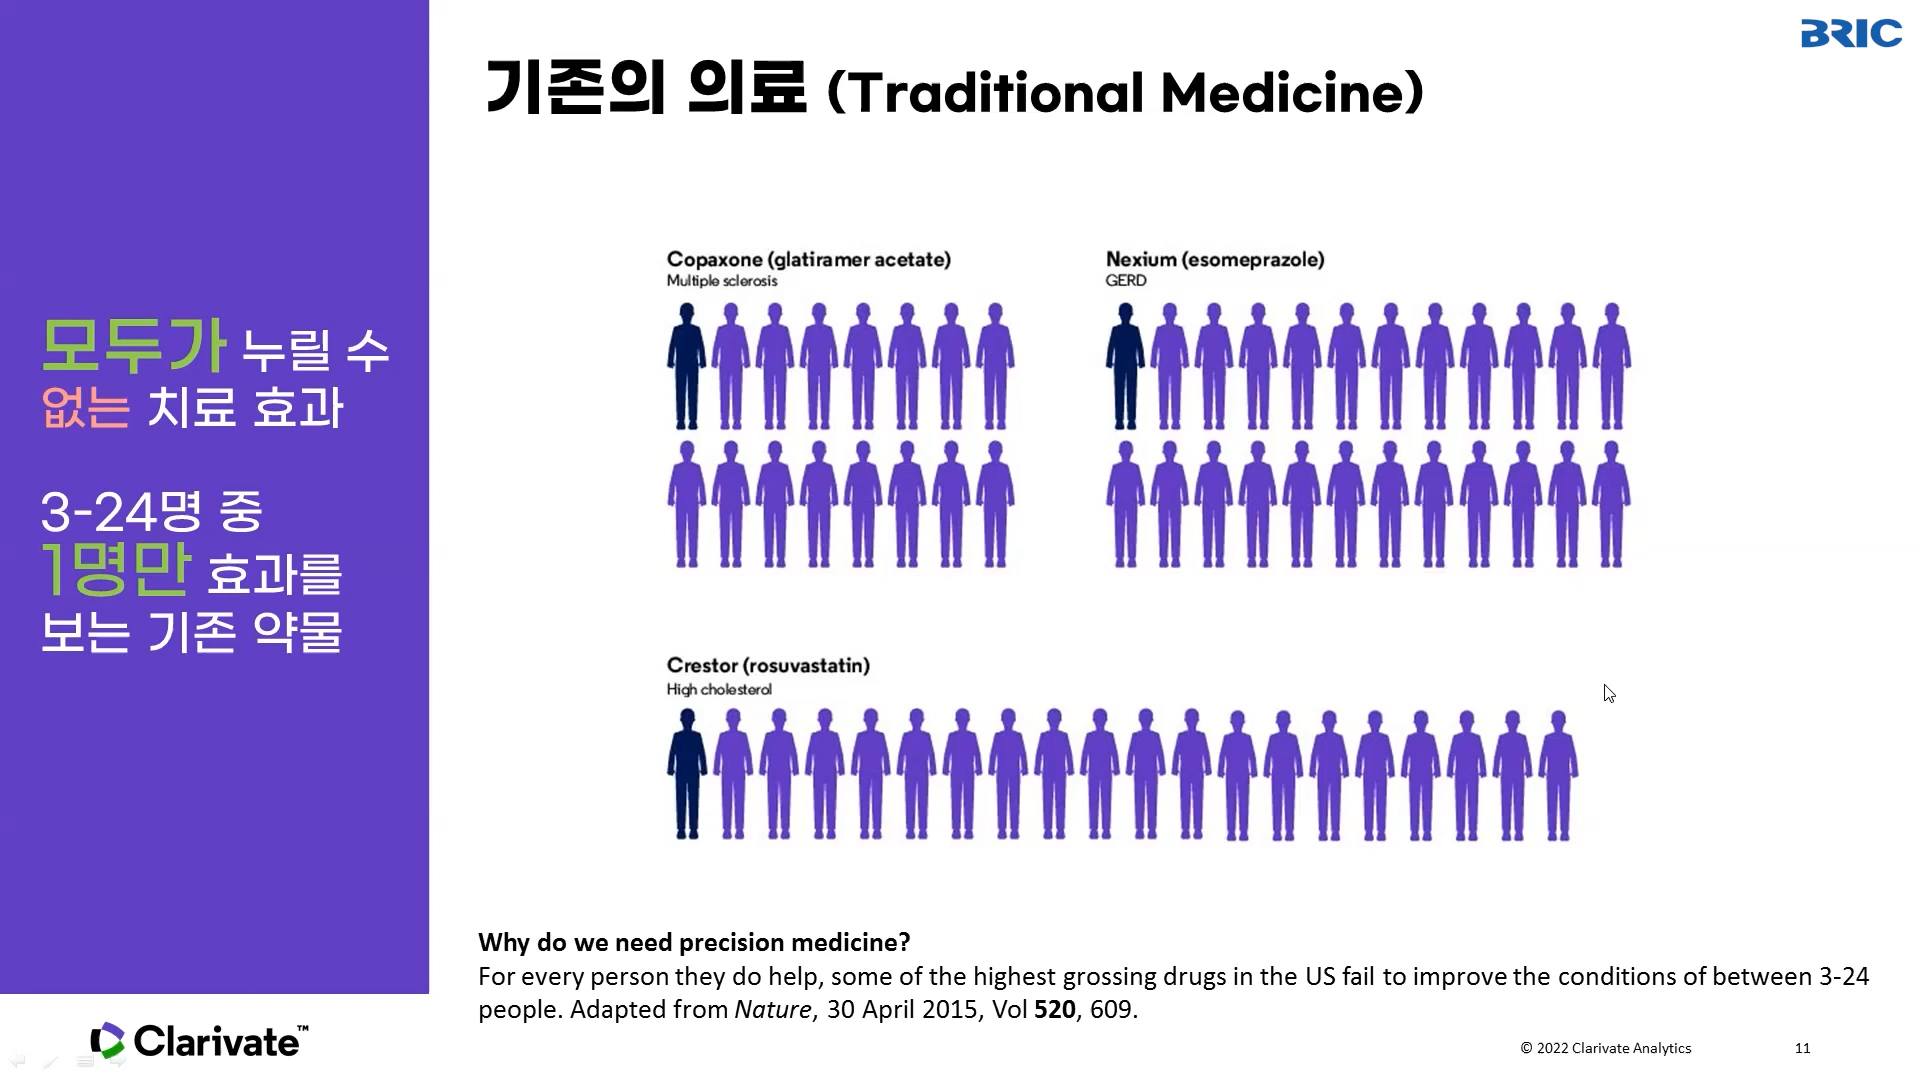 BRIC
기존의 의료 (Traditional Medicine)
모두가 누릴 수
없는 치료 효과
3-24명 중
1명만 효과를
보는 기존 약물
Copaxone (glatiramer acetate)
Multiple sclerosis
Nexium (esomeprazole)
GERD
Crestor (rosuvastatin)
High cholesterol
Why do we need precision medicine?
For every person they do help, some of the highest grossing drugs in the US fail to improve the conditions of between 3-24
people. Adapted from Nature, 30 April 2015, Vol 520, 609.
Clarivate™
© 2022 Clarivate Analytics
11